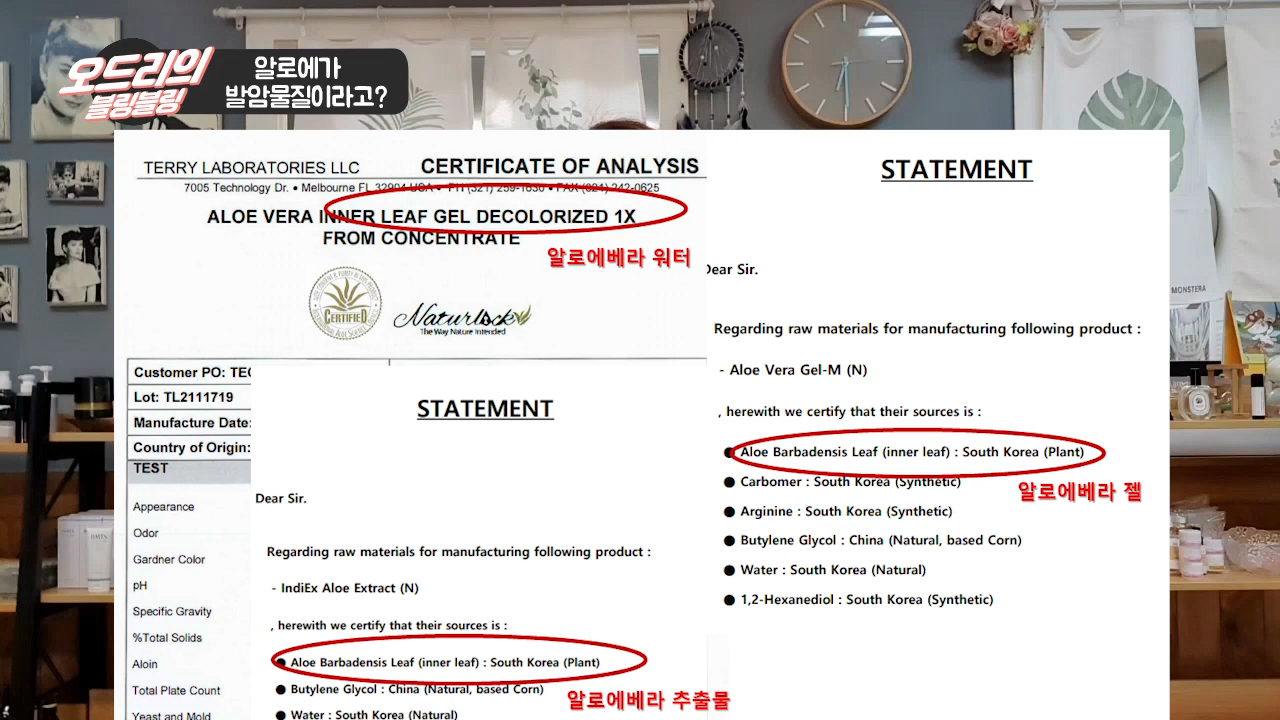 오드리의
블링블링
알로에가
발암물질이라고?
TERRY LABORATORIES LLC
CERTIFICATE OF ANALYSIS
7005 Technology Dr. • Melbourne FL 32904 USA • PH (321) 259-1630 • FAX (321) 242-0625
ALOE VERA INNER LEAF GEL DECOLORIZED 1X
FROM CONCENTRATE
알로에베라 워터
CERTIFIED
Naturlock
The Way Nature Intended
Customer PO: TEC
Lot: TL2111719
Manufacture Date:
Country of Origin:
TEST
Appearance
Odor
Gardner Color
pH
Specific Gravity
%Total Solids
Aloin
Total Plate Count
Yeast and Mold
STATEMENT
Dear Sir.
Regarding raw materials for manufacturing following product :
- IndiEx Aloe Extract (N)
, herewith we certify that their sources is :
● Aloe Barbadensis Leaf (inner leaf) : South Korea (Plant)
● Butylene Glycol : China (Natural, based Corn)
● Water : South Korea (Natural)
알로에베라 추출물
STATEMENT
Dear Sir.
Regarding raw materials for manufacturing following product :
- Aloe Vera Gel-M (N)
, herewith we certify that their sources is :
● Aloe Barbadensis Leaf (inner leaf) : South Korea (Plant)
● Carbomer : South Korea (Synthetic)
● Arginine : South Korea (Synthetic)
● Butylene Glycol : China (Natural, based Corn)
● Water : South Korea (Natural)
● 1,2-Hexanediol : South Korea (Synthetic)
알로에베라 젤
MONSTERA